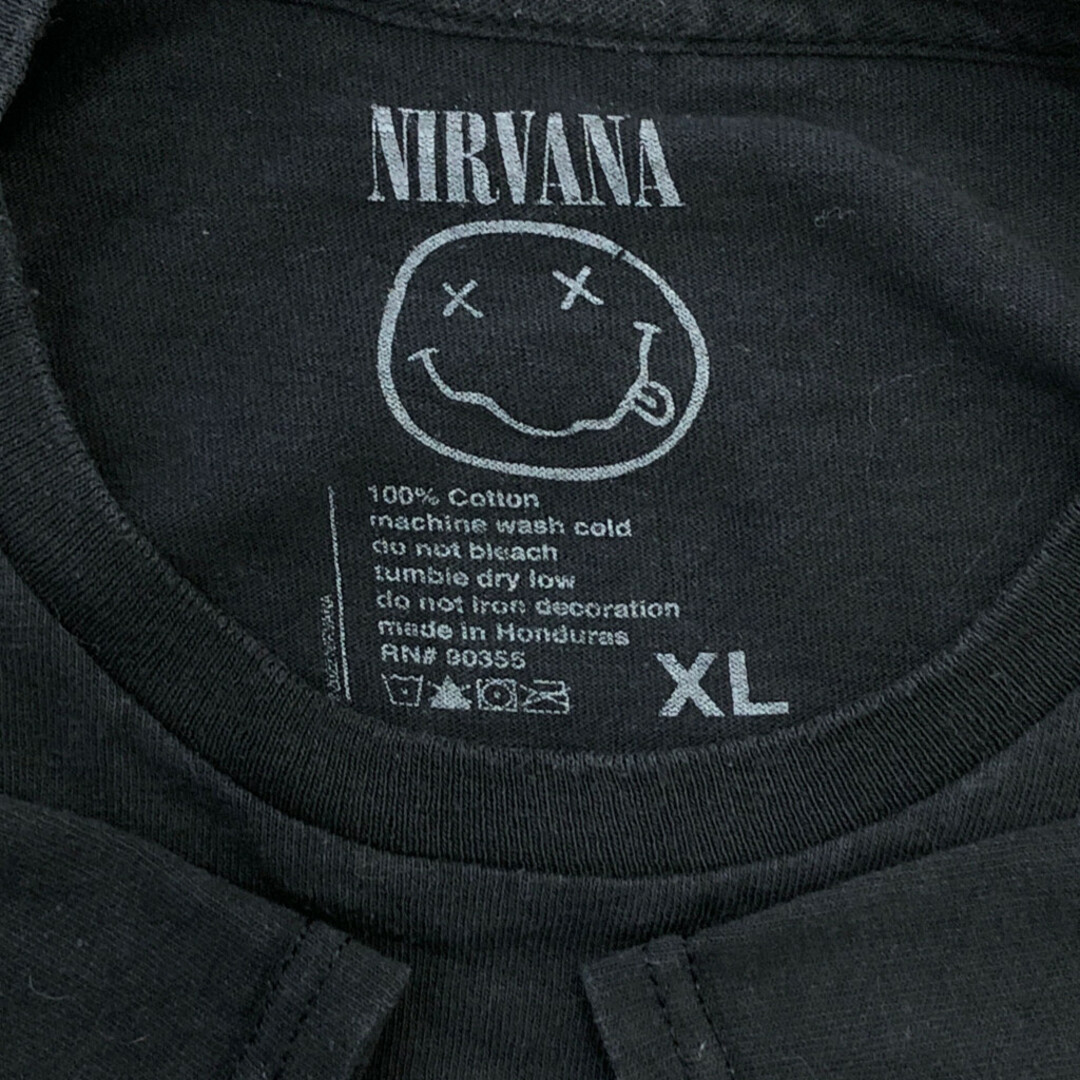 NIRVANA
100% Cotton
machine wash cold
do not bleach
tumble dry low
do not iron decoration
made in Honduras
RN# 90355
XL
NIRVANA